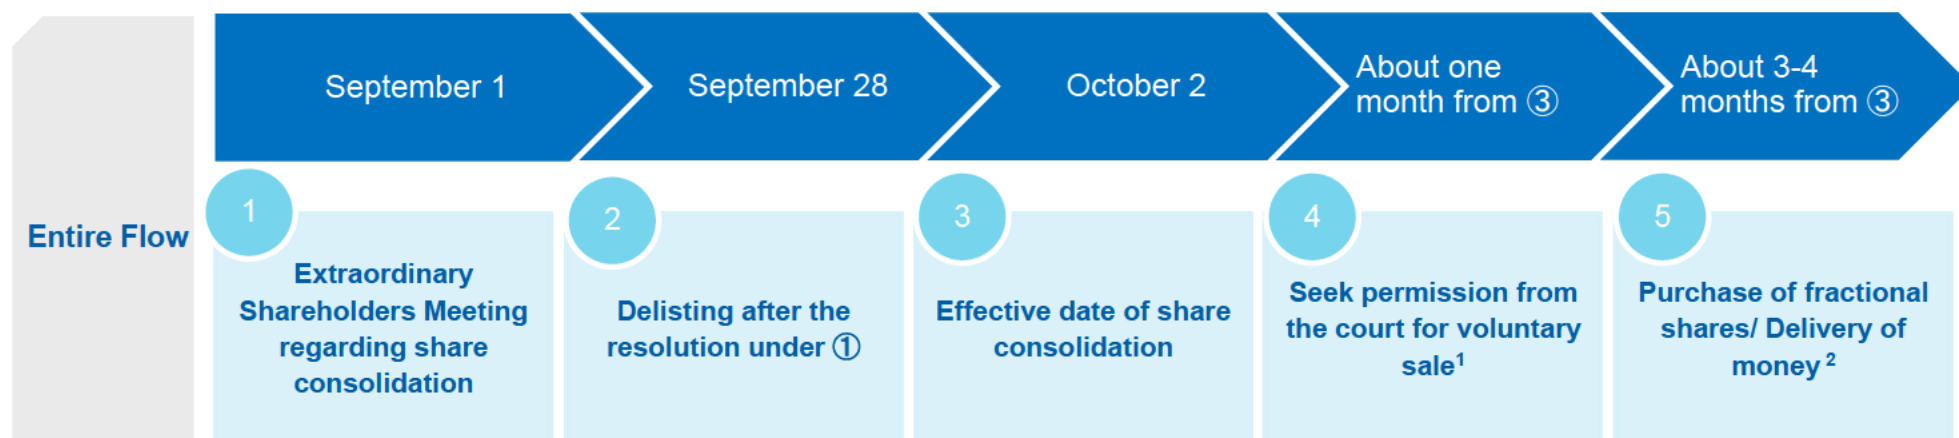 Entire Flow
September 1
September 28
October 2
About one
month from ③
About 3-4
months from ③
1
Extraordinary
Shareholders Meeting
regarding share
consolidation
2
Delisting after the
resolution under ①
3
Effective date of share
consolidation
4
Seek permission from
the court for voluntary
sale¹
5
Purchase of fractional
shares/ Delivery of
money ²